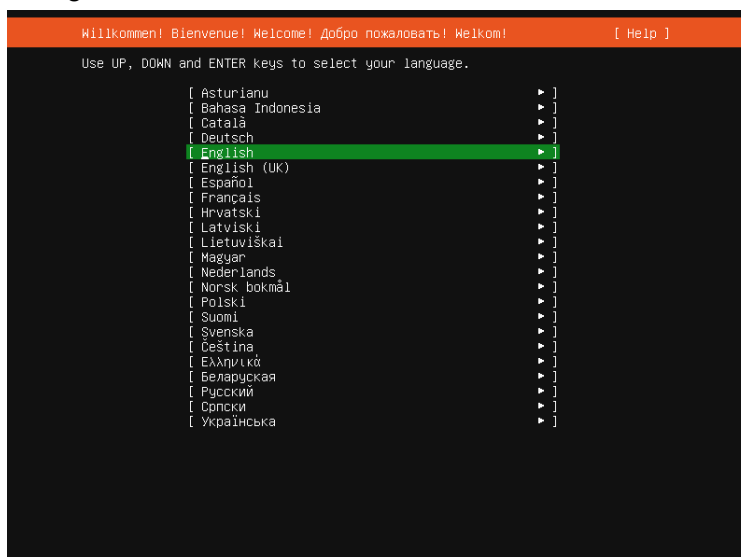 Willkommen! Bienvenue! Welcome! Добро пожаловать! Welkom! [ Help ]
Use UP, DOWN and ENTER keys to select your language.
[ Asturianu ▸ ]
[ Bahasa Indonesia ▸ ]
[ Català ▸ ]
[ Deutsch ▸ ]
[ English ▸ ]
[ English (UK) ▸ ]
[ Español ▸ ]
[ Français ▸ ]
[ Hrvatski ▸ ]
[ Latviski ▸ ]
[ Lietuviškai ▸ ]
[ Magyar ▸ ]
[ Nederlands ▸ ]
[ Norsk bokmål ▸ ]
[ Polski ▸ ]
[ Suomi ▸ ]
[ Svenska ▸ ]
[ Čeština ▸ ]
[ Ελληνικά ▸ ]
[ Беларуская ▸ ]
[ Русский ▸ ]
[ Српски ▸ ]
[ Українська ▸ ]